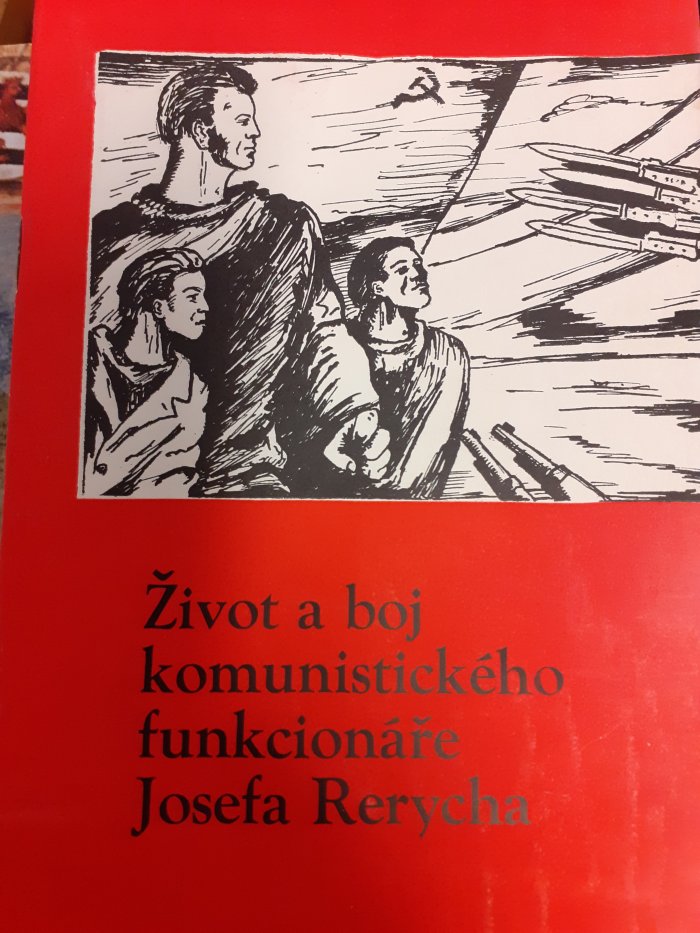 Život a boj
komunistického
funkcionáře
Josefa Rerycha